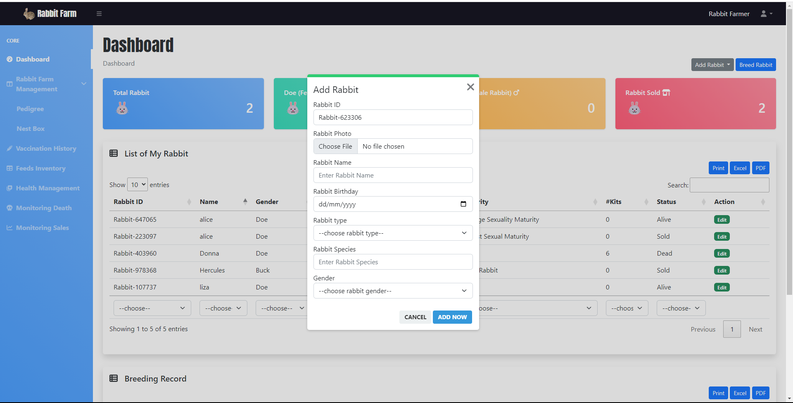 Rabbit Farm
Rabbit Farmer
CORE
Dashboard
Rabbit Farm
Management
Pedigree
Nest Box
Vaccination History
Feeds Inventory
Health Management
Monitoring Death
Monitoring Sales
Dashboard
Dashboard
Add Rabbit
Breed Rabbit
Total Rabbit
2
Doe (Fe
ale Rabbit)
0
Rabbit Sold
2
List of My Rabbit
Print Excel PDF
Show 10 entries
Search:
Rabbit ID Name Gender rity #Kits Status Action
Rabbit-647065 alice Doe ge Sexuality Maturity 0 Alive Edit
Rabbit-223097 alice Doe t Sexual Maturity 0 Sold Edit
Rabbit-403960 Donna Doe 6 Dead Edit
Rabbit-978368 Hercules Buck Rabbit 0 Sold Edit
Rabbit-107737 liza Doe 0 Alive Edit
--choose-- --choose-- --choose-- --choos --choose-
Showing 1 to 5 of 5 entries
Previous 1 Next
Breeding Record
Print Excel PDF
Add Rabbit
Rabbit ID
Rabbit-623306
Rabbit Photo
Choose File No file chosen
Rabbit Name
Enter Rabbit Name
Rabbit Birthday
dd/mm/yyyy
Rabbit type
--choose rabbit type--
Rabbit Species
Enter Rabbit Species
Gender
--choose rabbit gender--
CANCEL ADD NOW